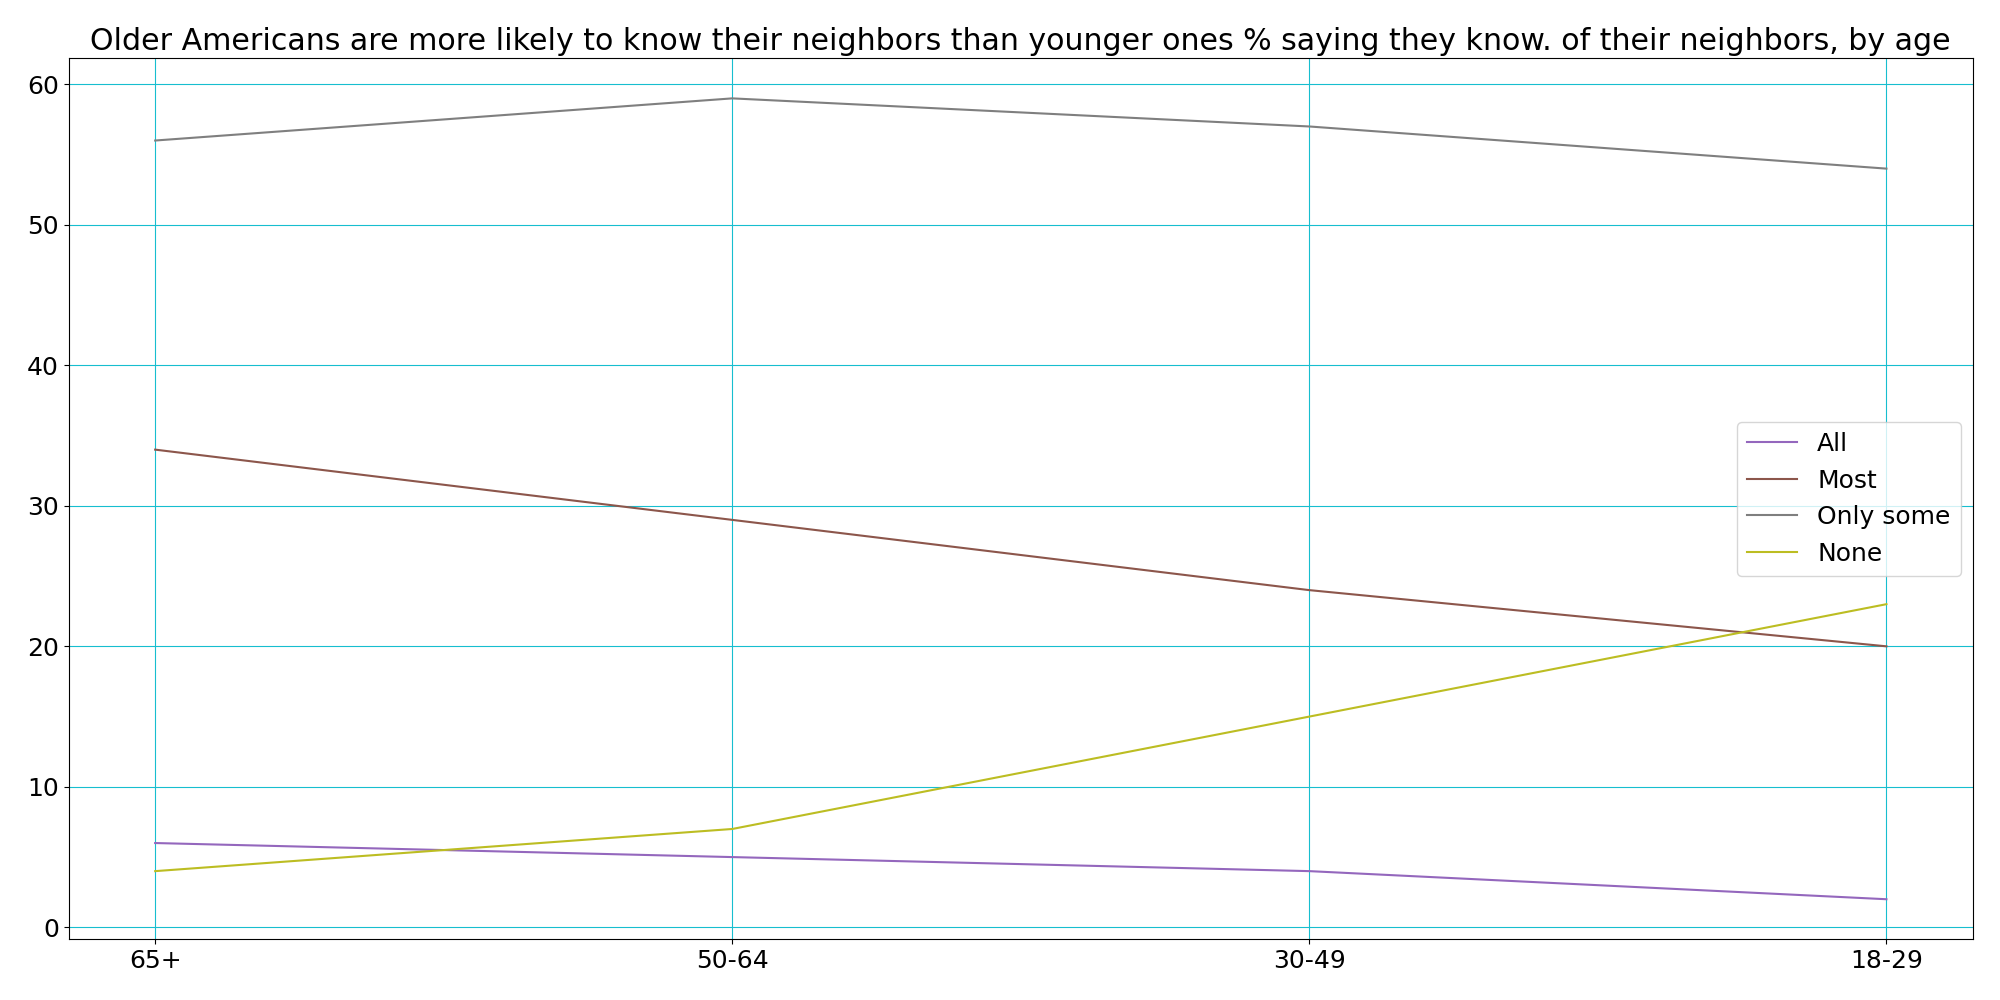 Older Americans are more likely to know their neighbors than younger ones % saying they know. of their neighbors, by age
60
50
40
30
20
10
0
65+ 50-64 30-49 18-29
All
Most
Only some
None